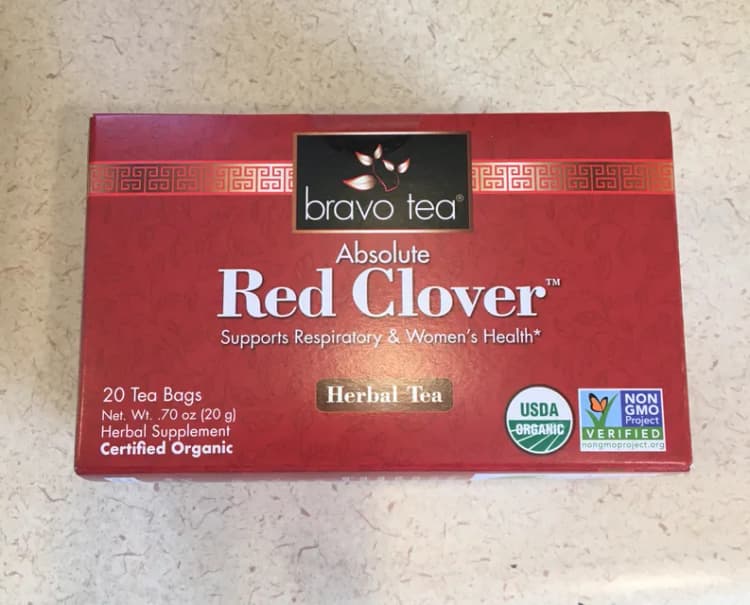 bravo tea®
Absolute
Red Clover™
Supports Respiratory & Women's Health*
20 Tea Bags
Net. Wt. .70 oz (20 g)
Herbal Supplement
Certified Organic
Herbal Tea
USDA
ORGANIC
NON
GMO
Project
VERIFIED
nongmoproject.org